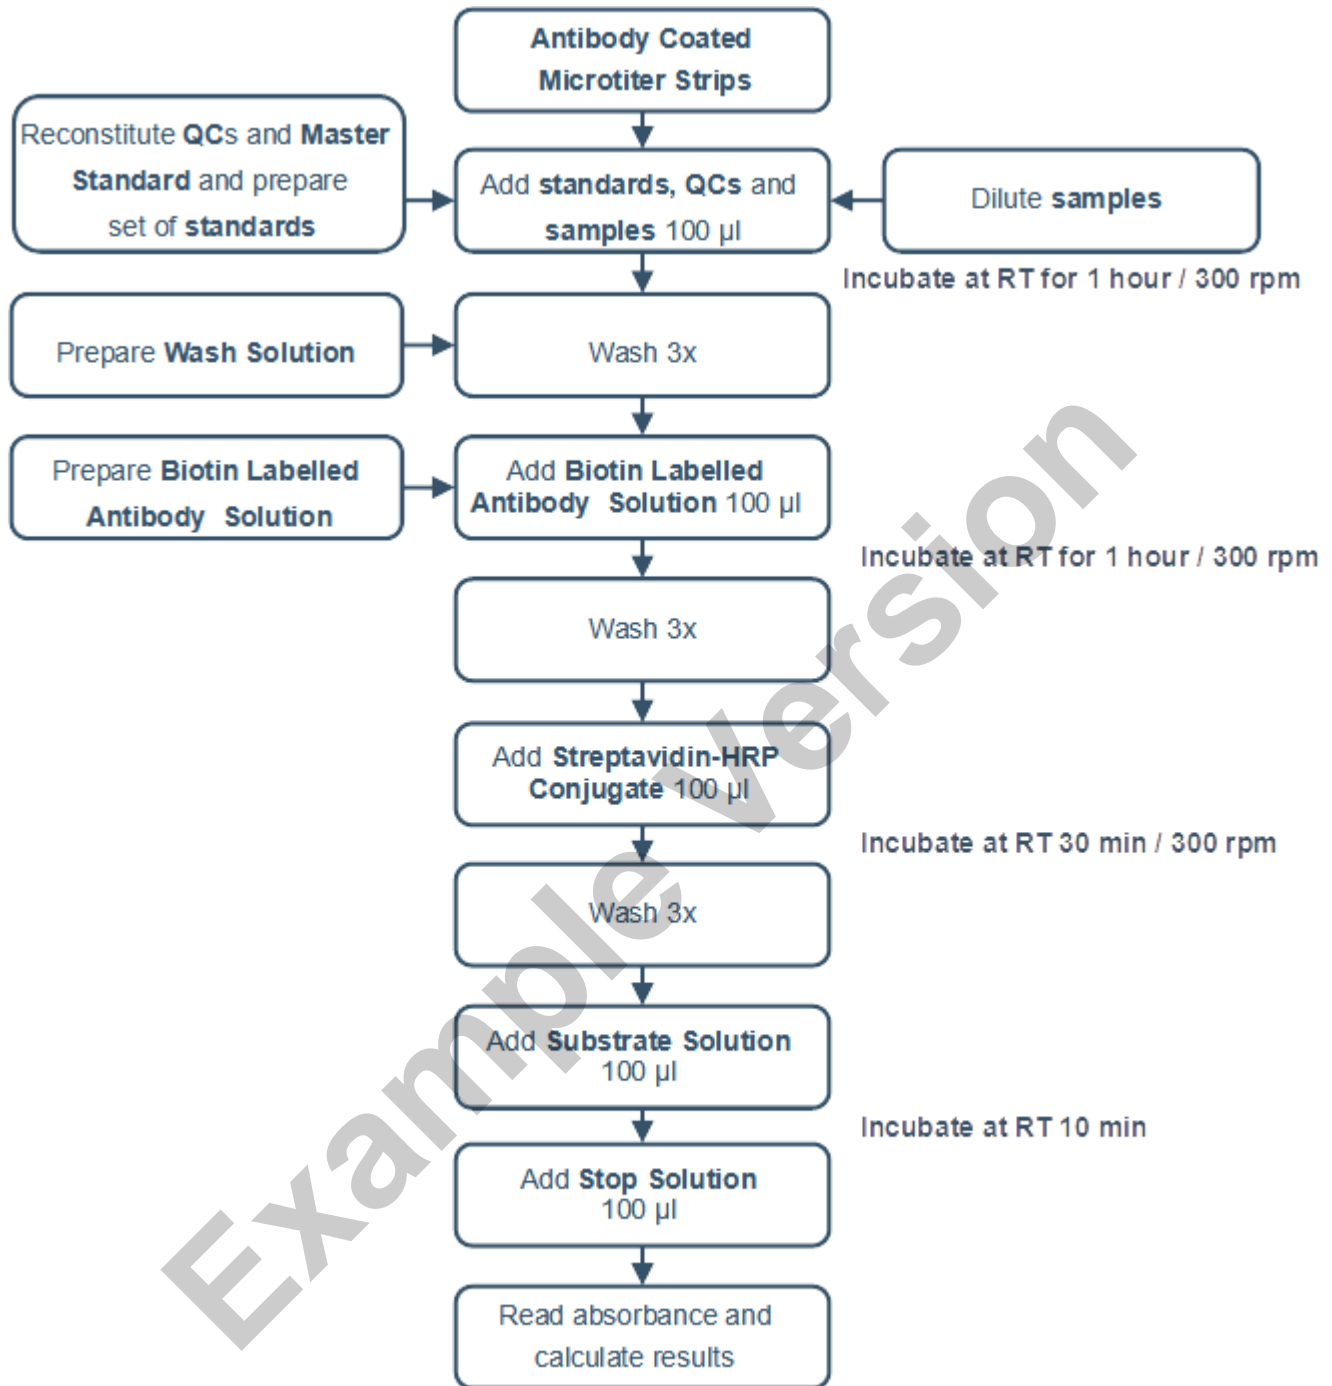 Antibody Coated
Microtiter Strips
Reconstitute QCs and Master
Standard and prepare
set of standards
Add standards, QCs and
samples 100 µl
Dilute samples
Incubate at RT for 1 hour / 300 rpm
Prepare Wash Solution
Wash 3x
Prepare Biotin Labelled
Antibody Solution
Add Biotin Labelled
Antibody Solution 100 µl
Incubate at RT for 1 hour / 300 rpm
Wash 3x
Add Streptavidin-HRP
Conjugate 100 µl
Incubate at RT 30 min / 300 rpm
Wash 3x
Add Substrate Solution
100 µl
Incubate at RT 10 min
Add Stop Solution
100 µl
Read absorbance and
calculate results
Example Version